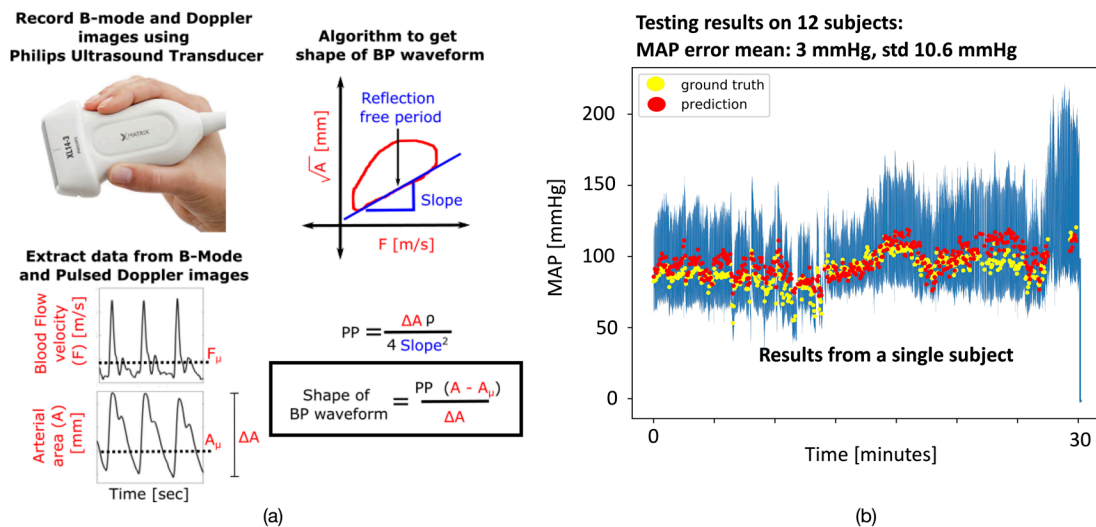 Record B-mode and Doppler
images using
Philips Ultrasound Transducer
XL14-3
PHILIPS
XMATRIX
Algorithm to get
shape of BP waveform
Reflection
free period
√A [mm]
Slope
F [m/s]
Extract data from B-Mode
and Pulsed Doppler images
Blood Flow
velocity
(F) [m/s]
Fμ
Arterial
area (A)
[mm]
Aμ
ΔA
Time [sec]
PP = ΔA ρ / 4 Slope²
Shape of
BP waveform = PP (A - Aμ) / ΔA
(a)
Testing results on 12 subjects:
MAP error mean: 3 mmHg, std 10.6 mmHg
ground truth
prediction
MAP [mmHg]
200
150
100
50
0
Results from a single subject
0
30
Time [minutes]
(b)